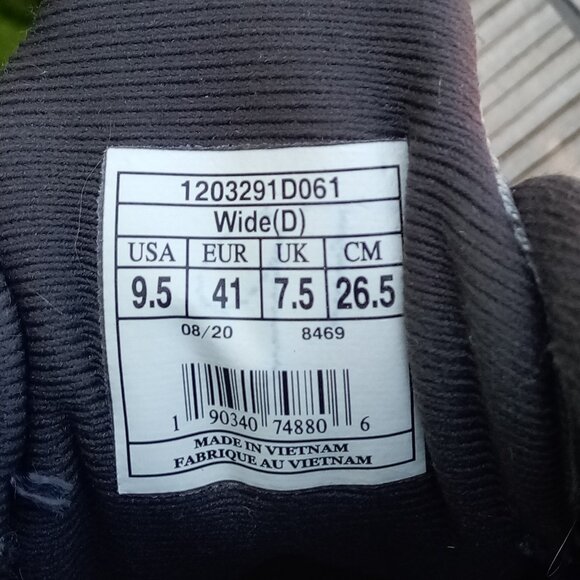 1203291D061
Wide(D)
USA EUR UK CM
9.5 41 7.5 26.5
08/20 8469
1 90340 74880 6
MADE IN VIETNAM
FABRIQUE AU VIETNAM